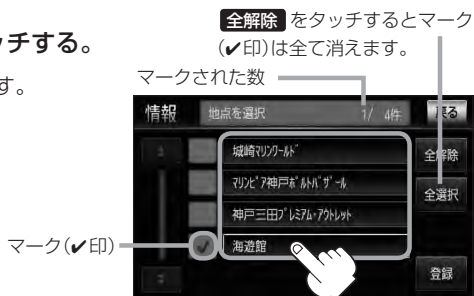 全解除 をタッチするとマーク
(✔印)は全て消えます。
ッチする。
す。
マークされた数
情報 地点を選択 1/ 4件 戻る
城崎マリンワールド
全解除
マリンピア神戸ポルトバザール
全選択
神戸三田プレミアム・アウトレット
マーク(✔印)
海遊館
登録